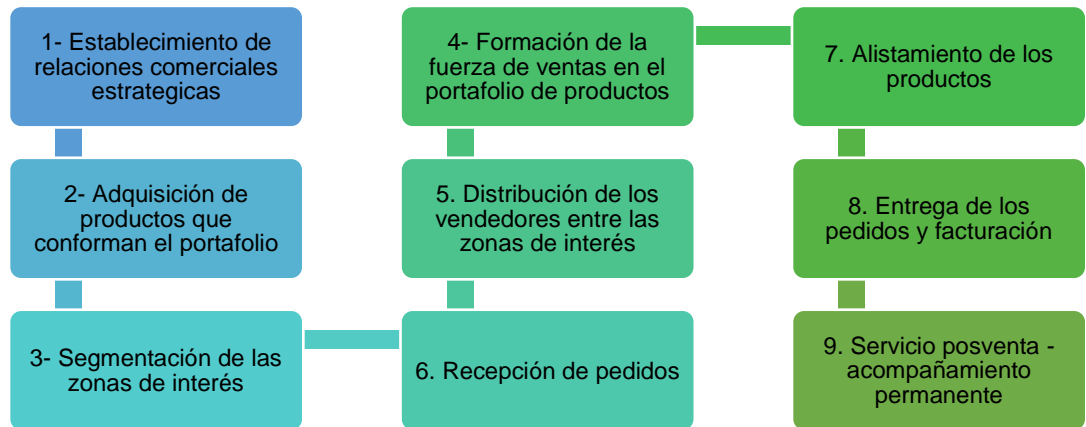 1- Establecimiento de
relaciones comerciales
estrategicas
2- Adquisición de
productos que
conforman el portafolio
3- Segmentación de las
zonas de interés
4- Formación de la
fuerza de ventas en el
portafolio de productos
5. Distribución de los
vendedores entre las
zonas de interés
6. Recepción de pedidos
7. Alistamiento de los
productos
8. Entrega de los
pedidos y facturación
9. Servicio posventa -
acompañamiento
permanente